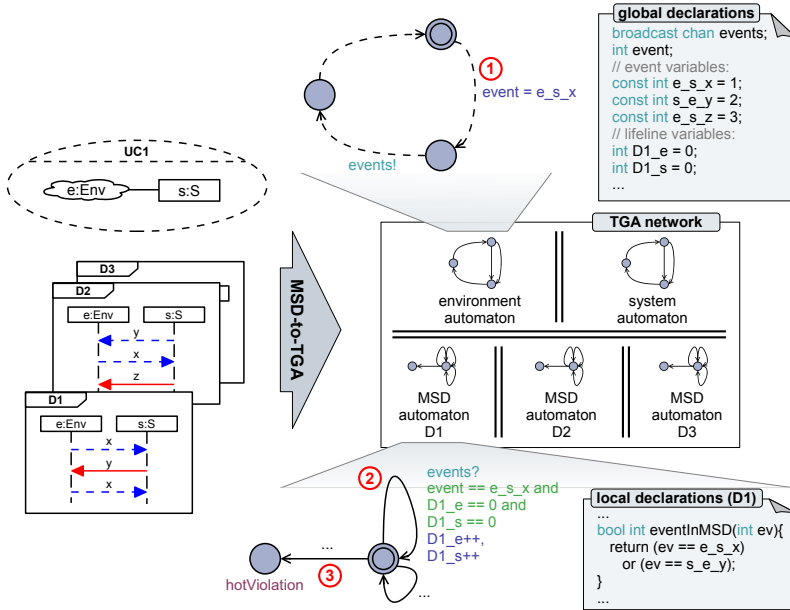 global declarations
broadcast chan events;
int event;
// event variables:
const int e_s_x = 1;
const int s_e_y = 2;
const int e_s_z = 3;
// lifeline variables:
int D1_e = 0;
int D1_s = 0;
...
1
event = e_s_x
events!
UC1
e:Env
s:S
MSD-to-TGA
TGA network
environment
automaton
system
automaton
MSD
automaton
D1
MSD
automaton
D2
MSD
automaton
D3
D3
D2
e:Env
s:S
y
x
z
D1
e:Env
s:S
x
y
x
2
events?
event == e_s_x and
D1_e == 0 and
D1_s == 0
D1_e++,
D1_s++
...
3
hotViolation
...
local declarations (D1)
...
bool int eventInMSD(int ev){
return (ev == e_s_x)
or (ev == s_e_y);
}
...